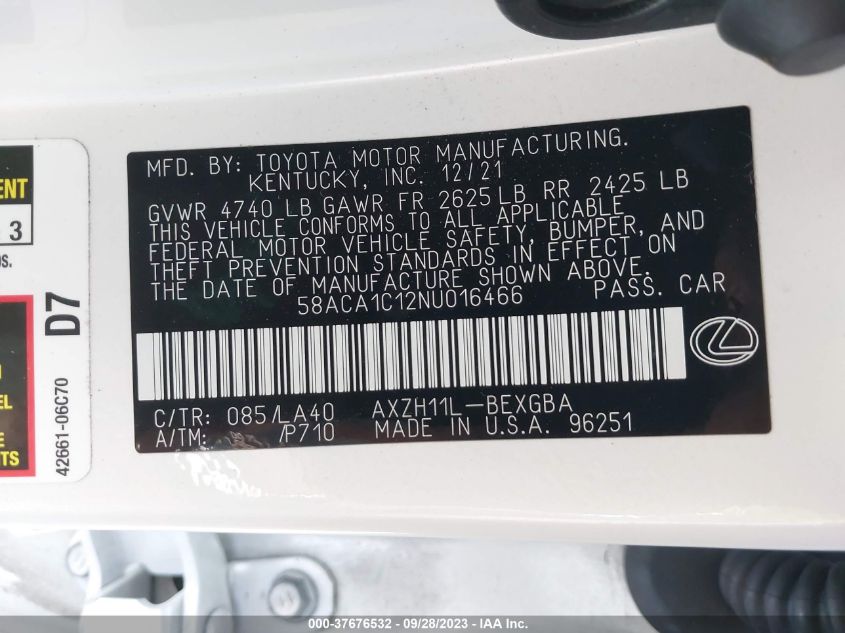 MFD. BY: TOYOTA MOTOR MANUFACTURING.
KENTUCKY, INC. 12/21
GVWR 4740 LB GAWR FR 2625 LB RR 2425 LB
THIS VEHICLE CONFORMS TO ALL APPLICABLE
FEDERAL MOTOR VEHICLE SAFETY, BUMPER, AND
THEFT PREVENTION STANDARDS IN EFFECT ON
THE DATE OF MANUFACTURE SHOWN ABOVE.
58ACA1C12NU016466 PASS. CAR
C/TR: 085/LA40 AXZH11L-BEXGBA
A/TM: /P710 MADE IN U.S.A. 96251
3
D7
42661-06C70
000-37676532 / 09/28/2023 - IAA Inc.